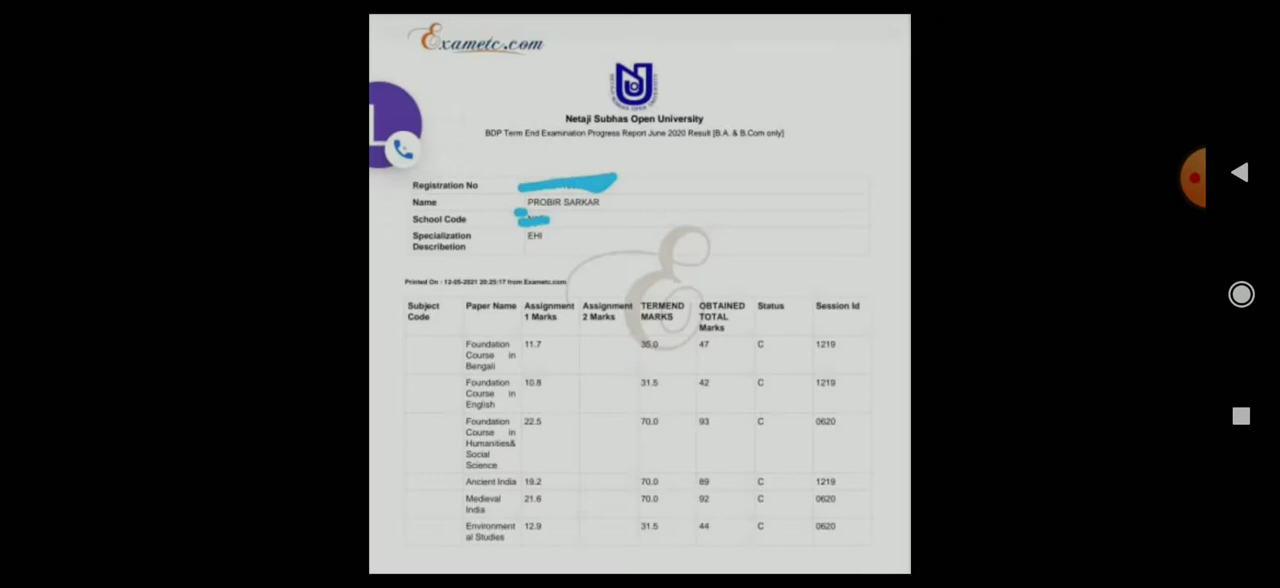 Exametc.com
Netaji Subhas Open University
BDP Term End Examination Progress Report June 2020 Result [B.A. & B.Com only]
Registration No
Name PROBIR SARKAR
School Code
Specialization EHI
Describetion
Printed On : 12-05-2021 20:25:17 from Exametc.com
Subject Paper Name Assignment Assignment TERMEND OBTAINED Status Session Id
Code 1 Marks 2 Marks MARKS TOTAL
Marks
Foundation 11.7 35.0 47 C 1219
Course in
Bengali
Foundation 10.8 31.5 42 C 1219
Course in
English
Foundation 22.5 70.0 93 C 0620
Course in
Humanities&
Social
Science
Ancient India 19.2 70.0 89 C 1219
Medieval 21.6 70.0 92 C 0620
India
Environment 12.9 31.5 44 C 0620
al Studies